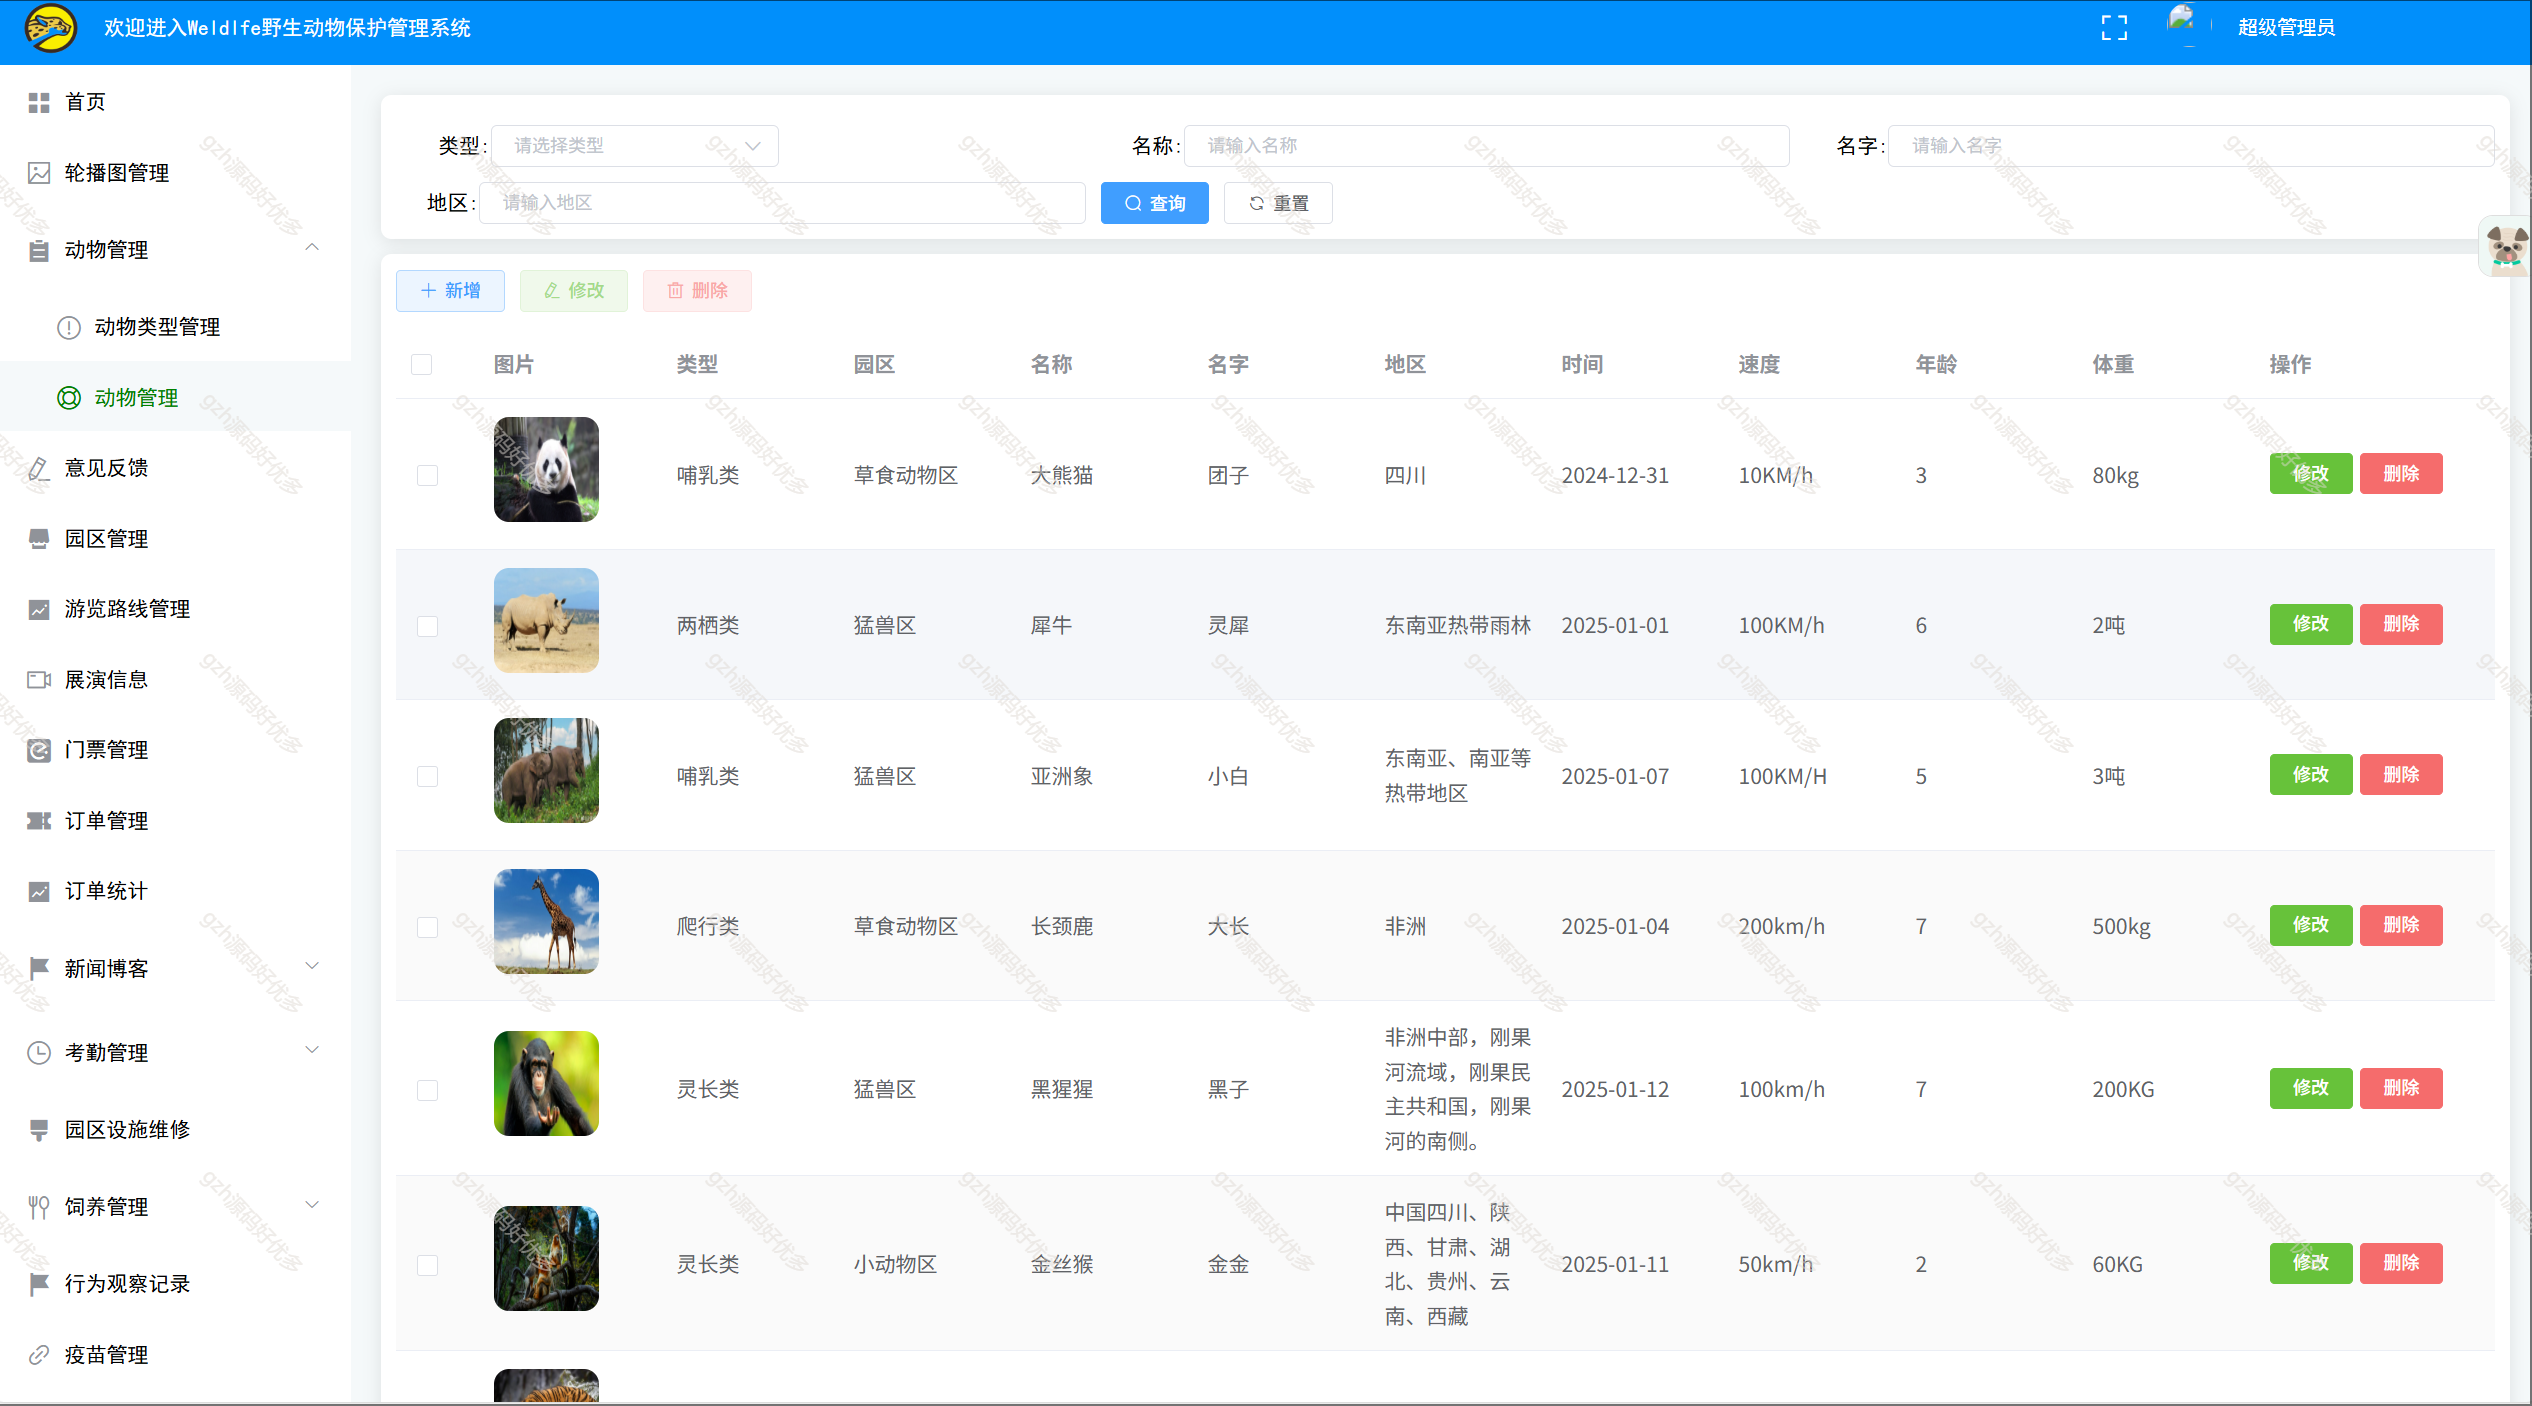 欢迎进入Weldlfe野生动物保护管理系统
超级管理员
首页
轮播图管理
动物管理
动物类型管理
动物管理
意见反馈
园区管理
游览路线管理
展演信息
门票管理
订单管理
订单统计
新闻博客
考勤管理
园区设施维修
饲养管理
行为观察记录
疫苗管理
类型: 请选择类型 名称: 请输入名称 名字: 请输入名字
地区: 请输入地区 查询 重置
新增 修改 删除
图片 类型 园区 名称 名字 地区 时间 速度 年龄 体重 操作
哺乳类 草食动物区 大熊猫 团子 四川 2024-12-31 10KM/h 3 80kg 修改 删除
两栖类 猛兽区 犀牛 灵犀 东南亚热带雨林 2025-01-01 100KM/h 6 2吨 修改 删除
哺乳类 猛兽区 亚洲象 小白 东南亚、南亚等
热带地区
2025-01-07 100KM/H 5 3吨 修改 删除
爬行类 草食动物区 长颈鹿 大长 非洲 2025-01-04 200km/h 7 500kg 修改 删除
灵长类 猛兽区 黑猩猩 黑子 非洲中部，刚果
河流域，刚果民
主共和国，刚果
河的南侧。
2025-01-12 100km/h 7 200KG 修改 删除
灵长类 小动物区 金丝猴 金金 中国四川、陕
西、甘肃、湖
北、贵州、云
南、西藏
2025-01-11 50km/h 2 60KG 修改 删除
gzh源码好优多